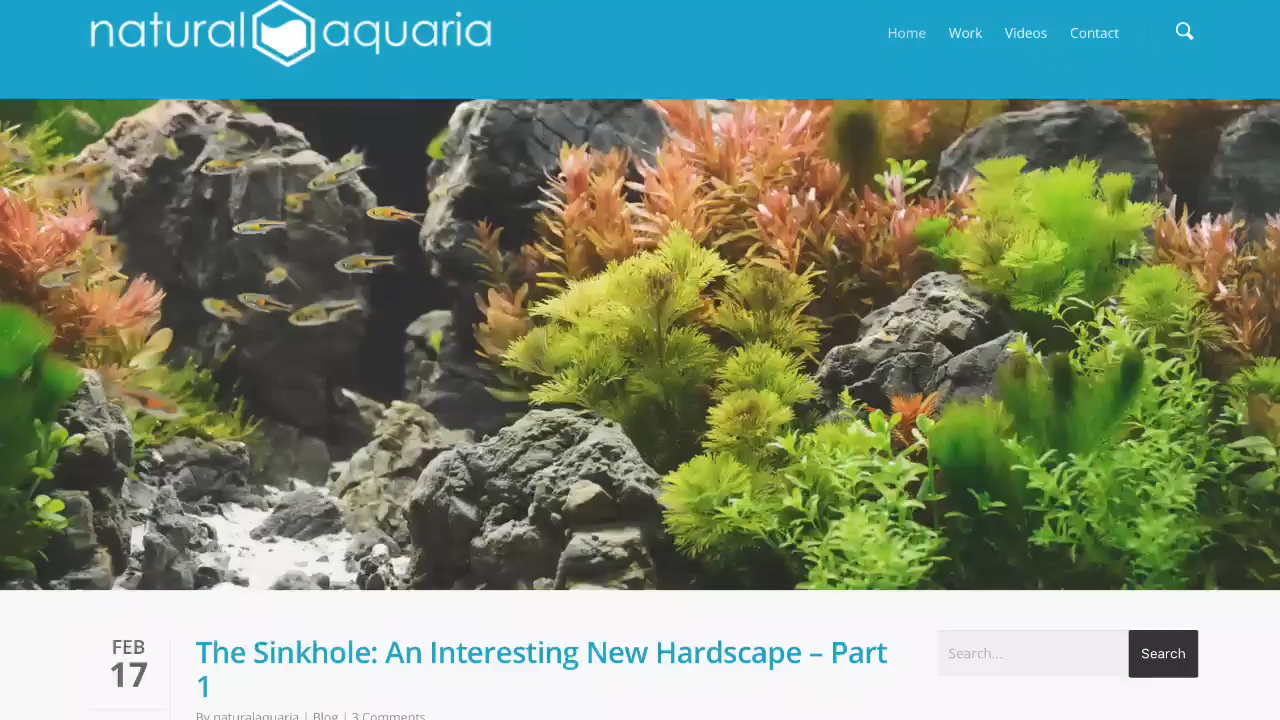 natural aquaria
Home Work Videos Contact
FEB
17
The Sinkhole: An Interesting New Hardscape – Part
1
By naturalaquaria | Blog | 3 Comments
Search...
Search